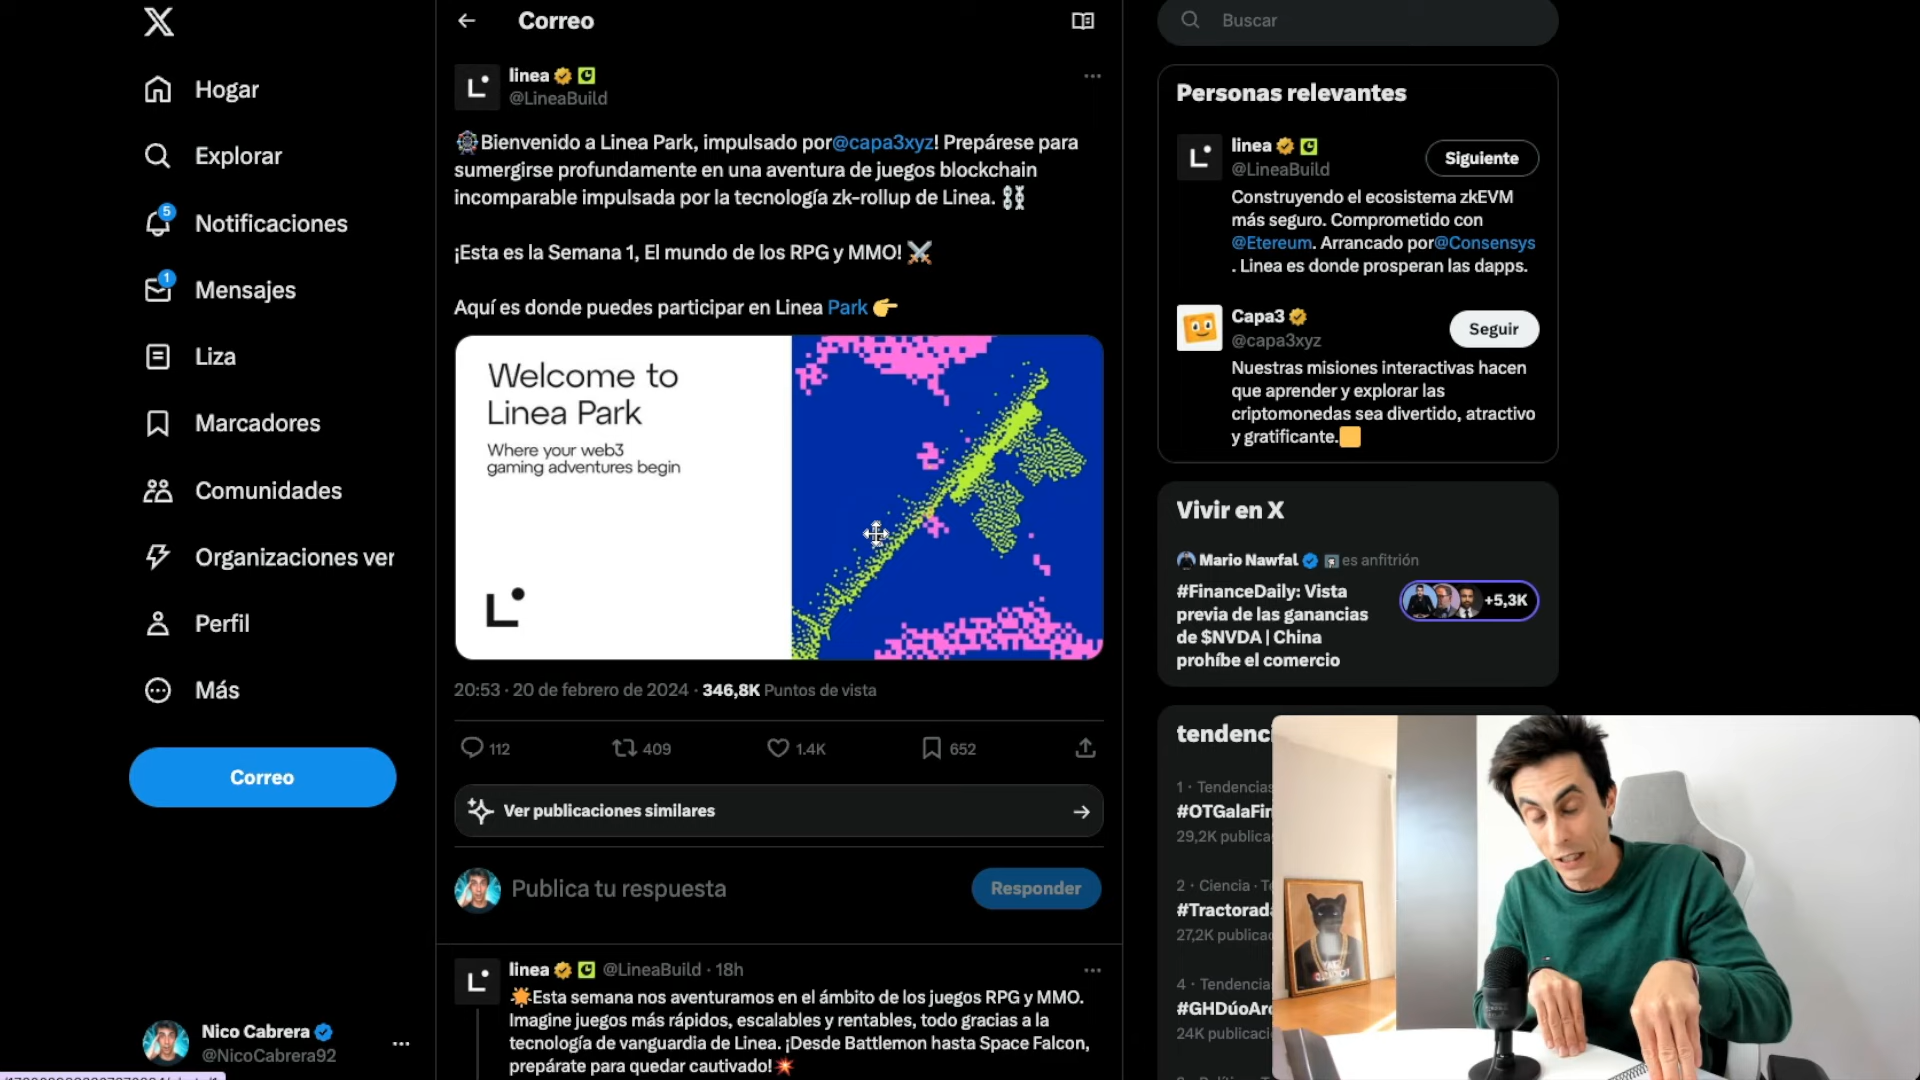 Hogar
Explorar
5
Notificaciones
1
Mensajes
Liza
Marcadores
Comunidades
Organizaciones ver
Perfil
Más
Correo
Nico Cabrera
@NicoCabrera92
Correo
linea
@LineaBuild
Bienvenido a Linea Park, impulsado por@capa3xyz! Prepárese para
sumergirse profundamente en una aventura de juegos blockchain
incomparable impulsada por la tecnología zk-rollup de Linea.
¡Esta es la Semana 1, El mundo de los RPG y MMO!
Aquí es donde puedes participar en Linea Park
Welcome to
Linea Park
Where your web3
gaming adventures begin
20:53 · 20 de febrero de 2024 · 346,8K Puntos de vista
112
409
1.4K
652
Ver publicaciones similares
Publica tu respuesta
Responder
linea @LineaBuild · 18h
Esta semana nos aventuramos en el ámbito de los juegos RPG y MMO.
Imagine juegos más rápidos, escalables y rentables, todo gracias a la
tecnología de vanguardia de Linea. ¡Desde Battlemon hasta Space Falcon,
prepárate para quedar cautivado!
Buscar
Personas relevantes
linea
@LineaBuild
Siguiente
Construyendo el ecosistema zkEVM
más seguro. Comprometido con
@Etereum. Arrancado por@Consensys
. Linea es donde prosperan las dapps.
Capa3
@capa3xyz
Seguir
Nuestras misiones interactivas hacen
que aprender y explorar las
criptomonedas sea divertido, atractivo
y gratificante.
Vivir en X
Mario Nawfal es anfitrión
#FinanceDaily: Vista
previa de las ganancias
de $NVDA | China
prohíbe el comercio
+5,3K
tendenci
1 · Tendencias
#OTGalaFin
29,2K publica
2 · Ciencia · Te
#Tractorada
27,2K publicac
4 · Tendencia
#GHDúoAro
24K publicaci